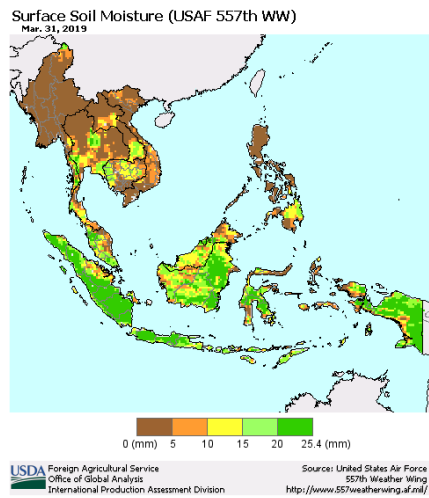 Surface Soil Moisture (USAF 557th WW)
Mar. 31, 2019
0 (mm) 5 10 15 20 25.4 (mm)
USDA Foreign Agricultural Service
Office of Global Analysis
International Production Assessment Division
Source: United States Air Force
557th Weather Wing
http://www.557weatherwing.af.mil/